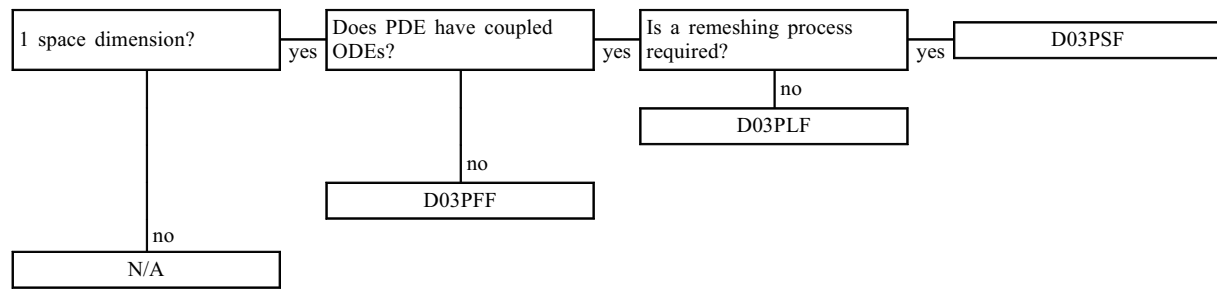 1 space dimension?
yes
Does PDE have coupled
ODEs?
yes
Is a remeshing process
required?
yes
D03PSF
no
D03PLF
no
D03PFF
no
N/A